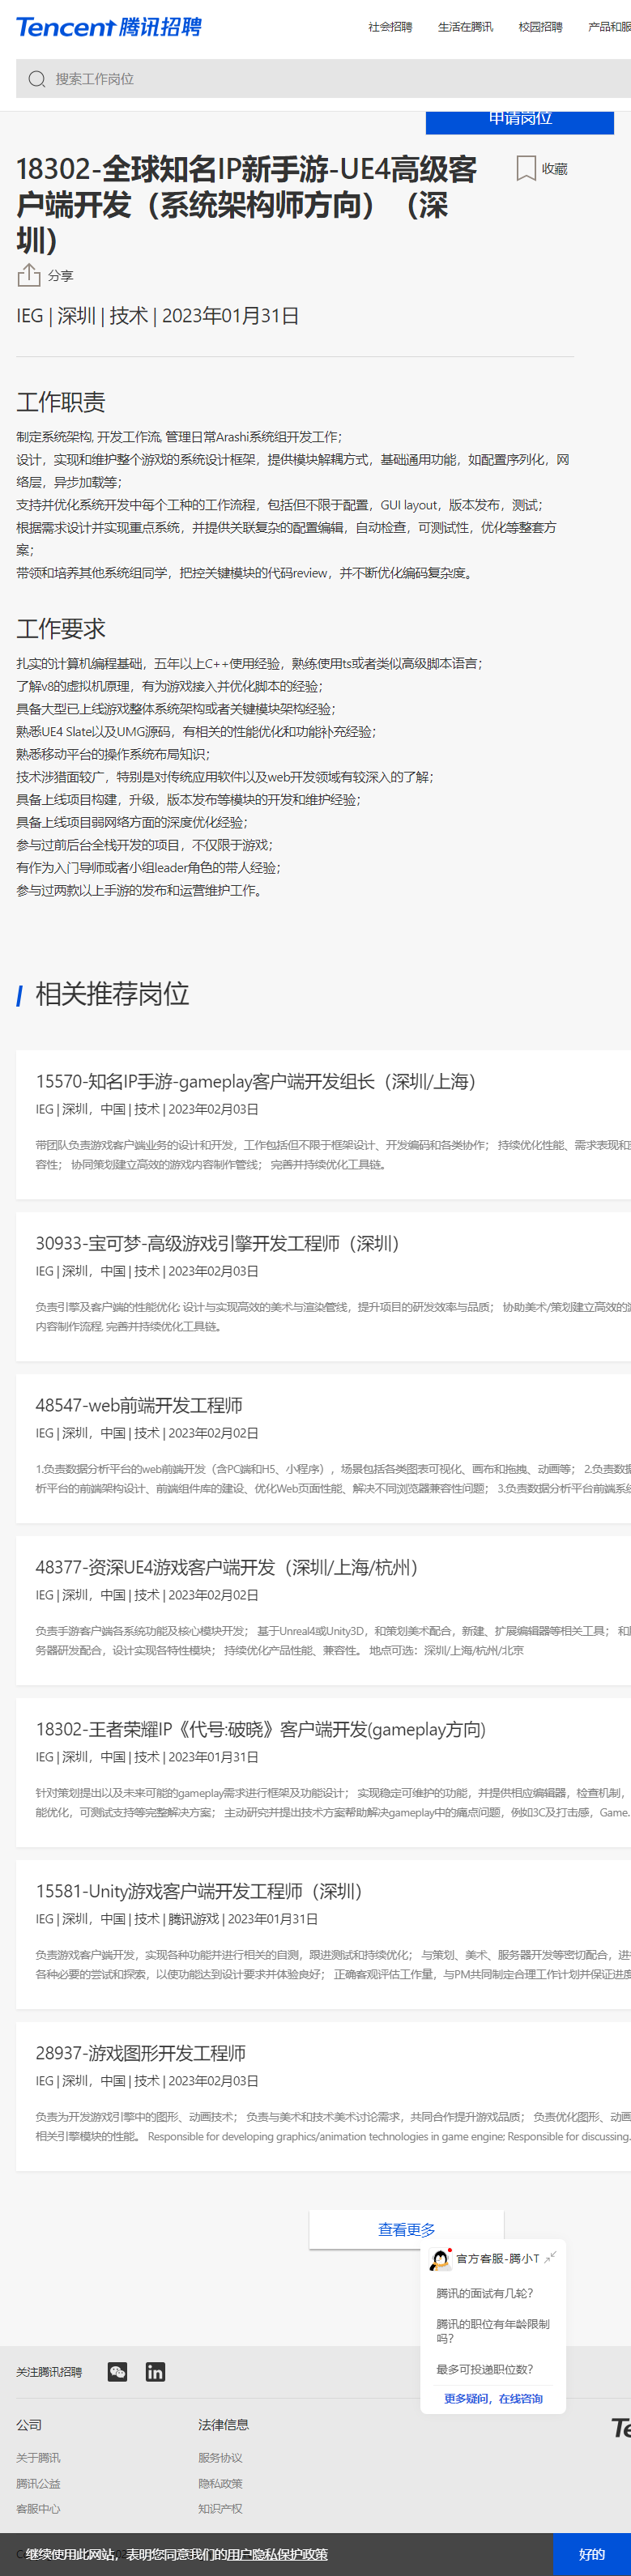 Tencent 腾讯招聘
社会招聘 生活在腾讯 校园招聘 产品和服
搜索工作岗位
申请岗位
18302-全球知名IP新手游-UE4高级客
户端开发（系统架构师方向）（深
圳）
收藏
分享
IEG | 深圳 | 技术 | 2023年01月31日
工作职责
制定系统架构, 开发工作流, 管理日常Arashi系统组开发工作；
设计，实现和维护整个游戏的系统设计框架，提供模块解耦方式，基础通用功能，如配置序列化，网
络层，异步加载等；
支持并优化系统开发中每个工种的工作流程，包括但不限于配置，GUI layout，版本发布，测试；
根据需求设计并实现重点系统，并提供关联复杂的配置编辑，自动检查，可测试性，优化等整套方
案；
带领和培养其他系统组同学，把控关键模块的代码review，并不断优化编码复杂度。
工作要求
扎实的计算机编程基础，五年以上C++使用经验，熟练使用ts或者类似高级脚本语言；
了解v8的虚拟机原理，有为游戏接入并优化脚本的经验；
具备大型已上线游戏整体系统架构或者关键模块架构经验；
熟悉UE4 Slate以及UMG源码，有相关的性能优化和功能补充经验；
熟悉移动平台的操作系统布局知识；
技术涉猎面较广，特别是对传统应用软件以及web开发领域有较深入的了解；
具备上线项目构建，升级，版本发布等模块的开发和维护经验；
具备上线项目弱网络方面的深度优化经验；
参与过前后台全栈开发的项目，不仅限于游戏；
有作为入门导师或者小组leader角色的带人经验；
参与过两款以上手游的发布和运营维护工作。
相关推荐岗位
15570-知名IP手游-gameplay客户端开发组长（深圳/上海）
IEG | 深圳，中国 | 技术 | 2023年02月03日
带团队负责游戏客户端业务的设计和开发，工作包括但不限于框架设计、开发编码和各类协作； 持续优化性能、需求表现和
容性； 协同策划建立高效的游戏内容制作管线； 完善并持续优化工具链。
30933-宝可梦-高级游戏引擎开发工程师（深圳）
IEG | 深圳，中国 | 技术 | 2023年02月03日
负责引擎及客户端的性能优化; 设计与实现高效的美术与渲染管线，提升项目的研发效率与品质； 协助美术/策划建立高效的
内容制作流程, 完善并持续优化工具链。
48547-web前端开发工程师
IEG | 深圳，中国 | 技术 | 2023年02月02日
1.负责数据分析平台的web前端开发（含PC端和H5、小程序），场景包括各类图表可视化、画布和拖拽、动画等； 2.负责数据
析平台的前端架构设计、前端组件库的建设、优化Web页面性能、解决不同浏览器兼容性问题； 3.负责数据分析平台前端系统
48377-资深UE4游戏客户端开发（深圳/上海/杭州）
IEG | 深圳，中国 | 技术 | 2023年02月02日
负责手游客户端各系统功能及核心模块开发； 基于Unreal4或Unity3D，和策划美术配合，新建、扩展编辑器等相关工具； 和
务器研发配合，设计实现各特性模块； 持续优化产品性能、兼容性。 地点可选：深圳/上海/杭州/北京
18302-王者荣耀IP《代号:破晓》客户端开发(gameplay方向)
IEG | 深圳，中国 | 技术 | 2023年01月31日
针对策划提出以及未来可能的gameplay需求进行框架及功能设计； 实现稳定可维护的功能，并提供相应编辑器，检查机制，
能优化，可测试支持等完整解决方案； 主动研究并提出技术方案帮助解决gameplay中的痛点问题，例如3C及打击感，Game.
15581-Unity游戏客户端开发工程师（深圳）
IEG | 深圳，中国 | 技术 | 腾讯游戏 | 2023年01月31日
负责游戏客户端开发，实现各种功能并进行相关的自测，跟进测试和持续优化； 与策划、美术、服务器开发等密切配合，进
各种必要的尝试和探索，以使功能达到设计要求并体验良好； 正确客观评估工作量，与PM共同制定合理工作计划并保证进度
28937-游戏图形开发工程师
IEG | 深圳，中国 | 技术 | 2023年02月03日
负责为开发游戏引擎中的图形、动画技术； 负责与美术和技术美术讨论需求，共同合作提升游戏品质； 负责优化图形、动画
相关引擎模块的性能。 Responsible for developing graphics/animation technologies in game engine; Responsible for discussing.
查看更多
官方客服-腾小T
腾讯的面试有几轮？
腾讯的职位有年龄限制
吗？
最多可投递职位数？
更多疑问，在线咨询
关注腾讯招聘
公司 法律信息
关于腾讯 服务协议
腾讯公益 隐私政策
客服中心 知识产权
继续使用此网站，表明您同意我们的用户隐私保护政策 好的